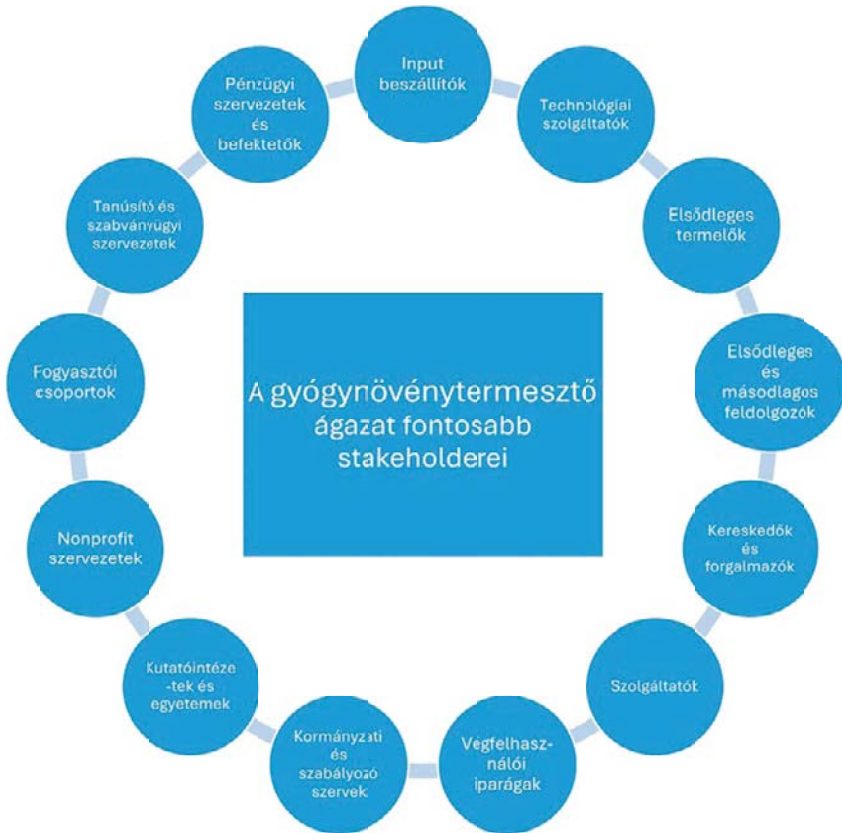 Input
beszállítók
Technológiai
szolgáltatók
Elsődleges
termelők
Elsődleges
és
másodlagos
feldolgozók
Kereskedők
és
forgalmazók
Szolgáltatók
Végfelhasz-
nálói
iparágak
Kormányzati
és
szabályozó
szervek
Kutatóintéze
-tek és
egyetemek
Nonprofit
szervezetek
Fogyasztói
csoportok
Tanúsító és
szabványügyi
szervezetek
Pénzügyi
szervezetek
és
befektetők
A gyógynövénytermesztő
ágazat fontosabb
stakeholderei